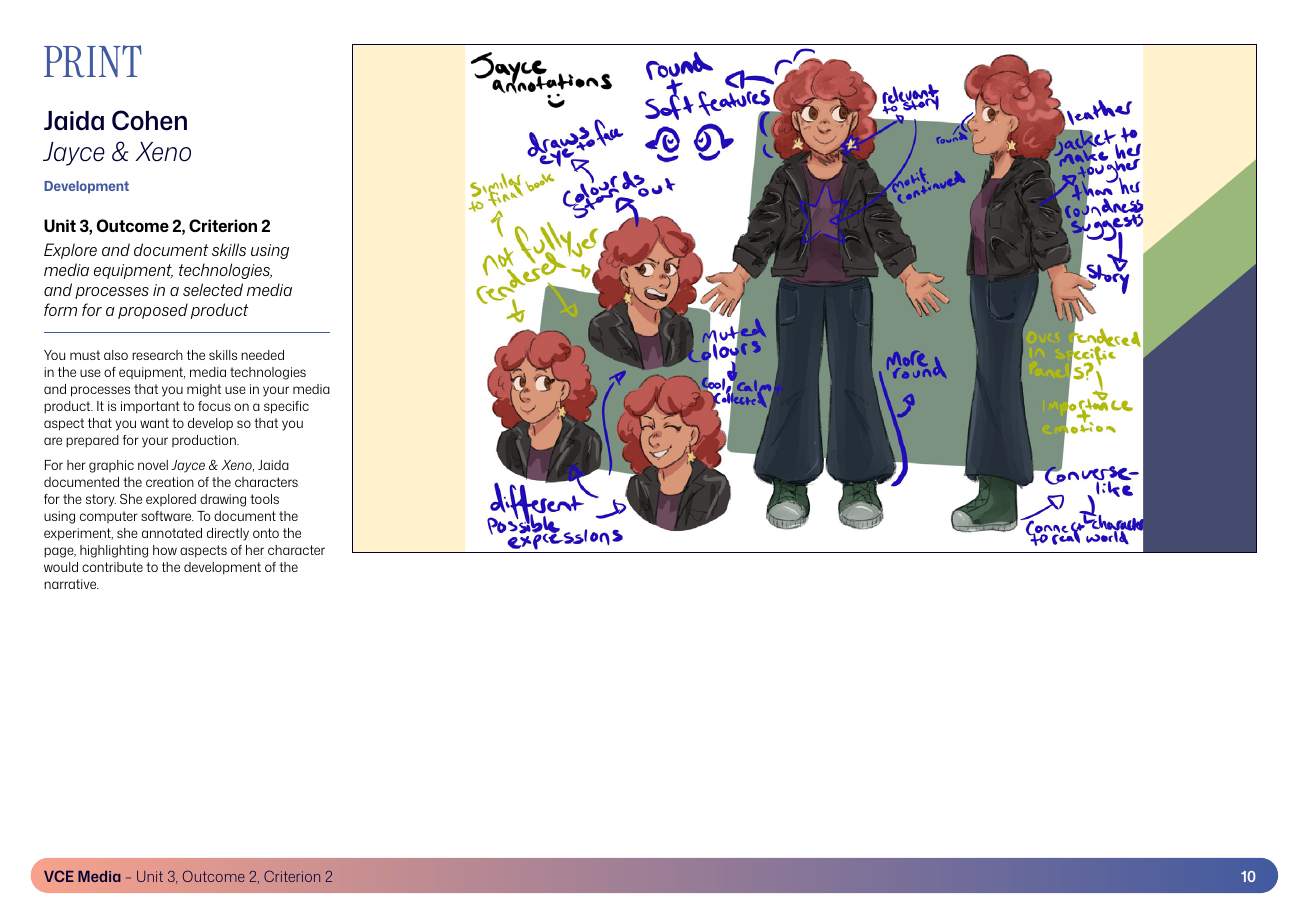 PRINT
Jaida Cohen
Jayce & Xeno
Development
Unit 3, Outcome 2, Criterion 2
Explore and document skills using
media equipment, technologies,
and processes in a selected media
form for a proposed product
You must also research the skills needed
in the use of equipment, media technologies
and processes that you might use in your media
product. It is important to focus on a specific
aspect that you want to develop so that you
are prepared for your production.
For her graphic novel Jayce & Xeno, Jaida
documented the creation of the characters
for the story. She explored drawing tools
using computer software. To document the
experiment, she annotated directly onto the
page, highlighting how aspects of her character
would contribute to the development of the
narrative.
Jayce
annotations
round
+
Soft features
draws
eye to face
Colour
Stands out
Similar
to final book
not fully
rendered
different
Possible
expressions
Muted
Colours
Cool, calm +
Collected
relevant
to story
Motif
continued
round
More
round
leather
jacket to
make her
tougher
than her
roundness
suggests
Story
rendered
in specific
Panels?
Importance
+
emotion
Converse-
like
Connect character
to real world
VCE Media – Unit 3, Outcome 2, Criterion 2
10